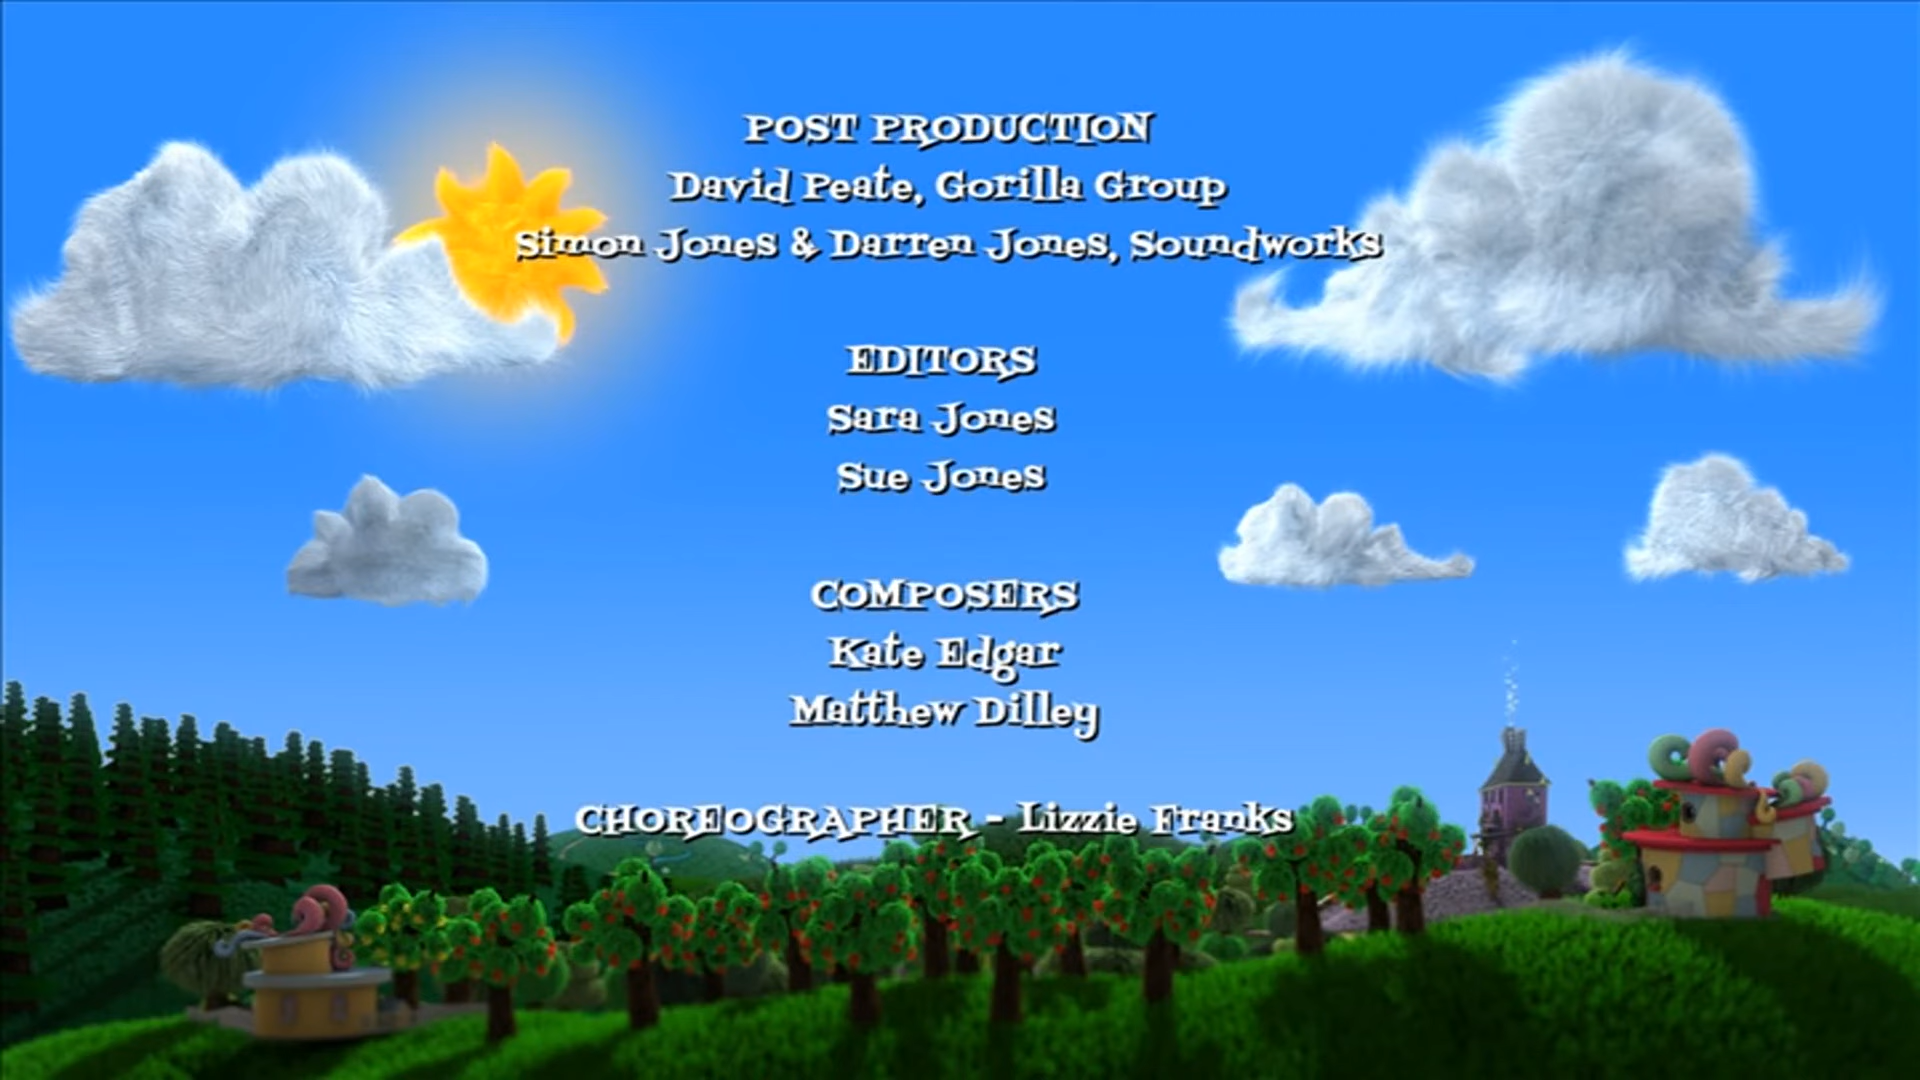 POST PRODUCTION
David Peate, Gorilla Group
Simon Jones & Darren Jones, Soundworks
EDITORS
Sara Jones
Sue Jones
COMPOSERS
Kate Edgar
Matthew Dilley
CHOREOGRAPHER - Lizzie Franks